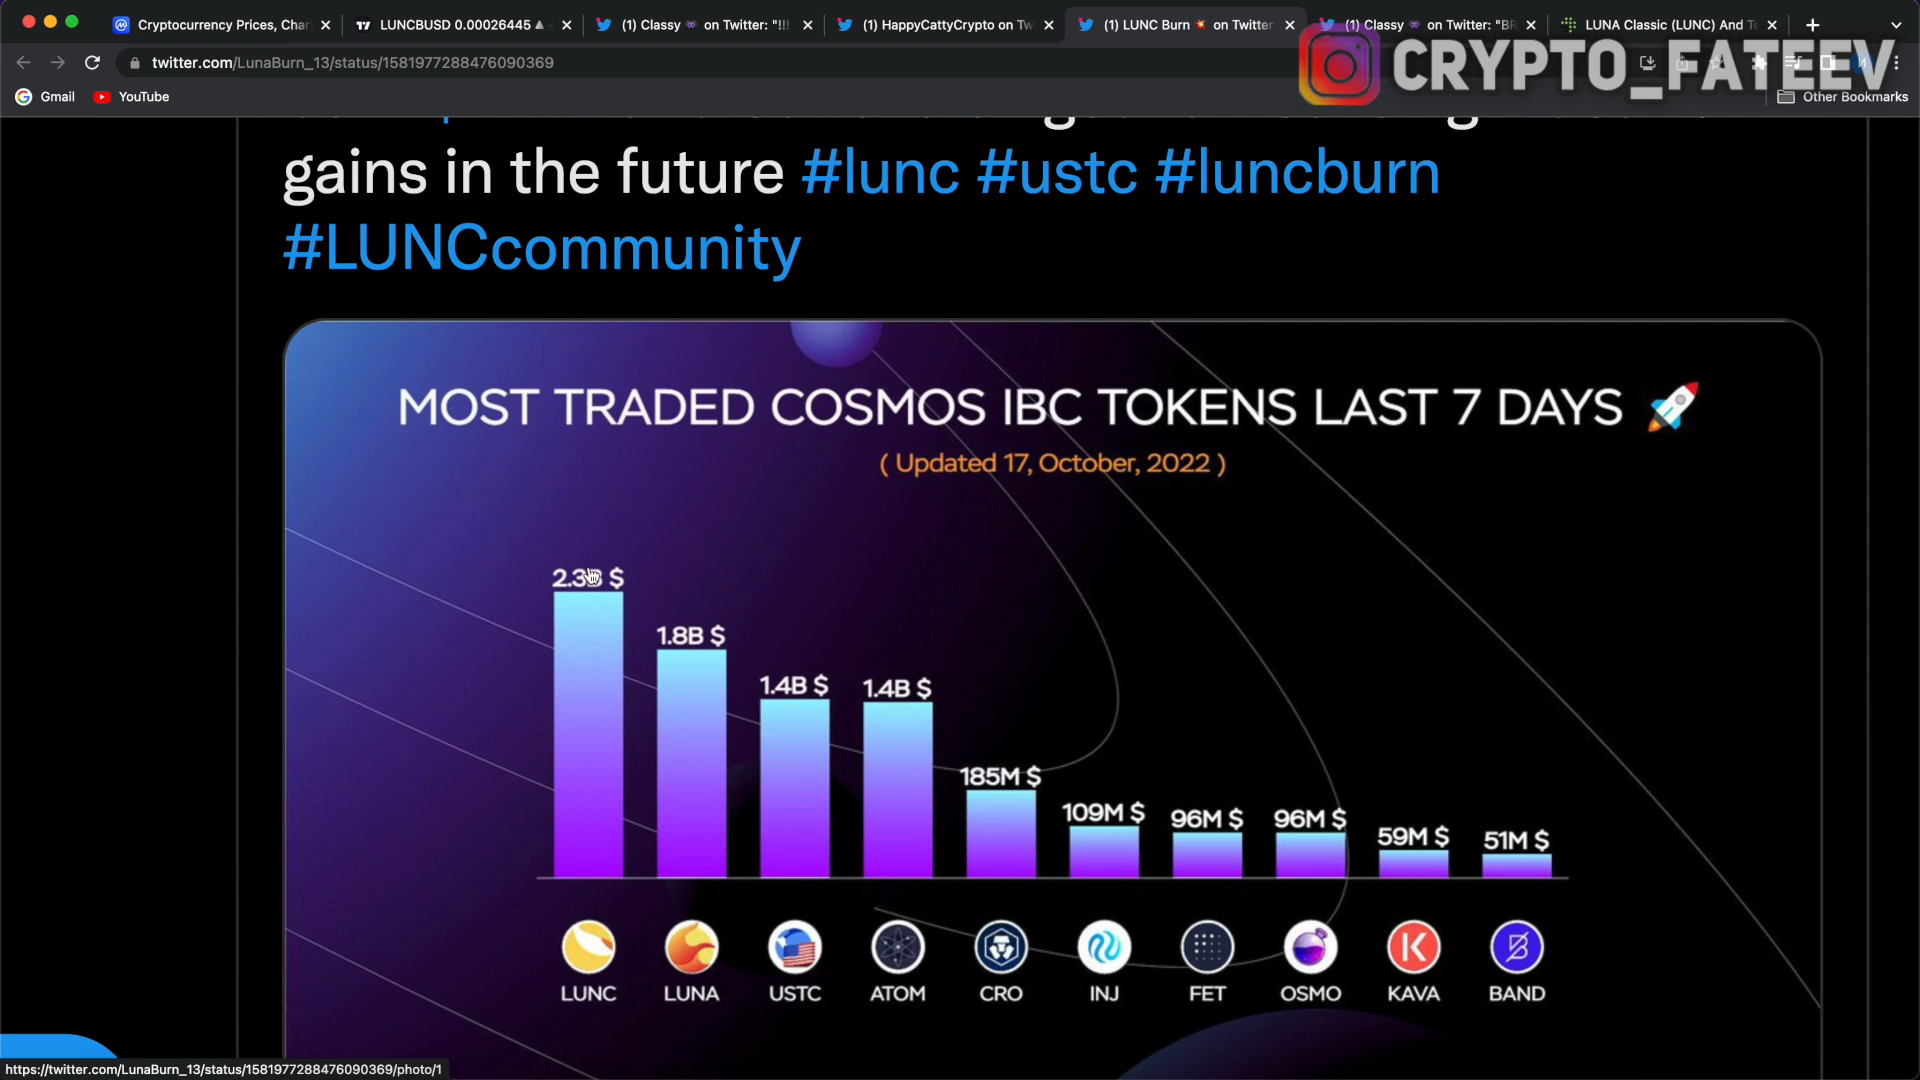 Cryptocurrency Prices, Char
LUNCBUSD 0.00026445
(1) Classy on Twitter: "!!!
(1) HappyCattyCrypto on Tw
(1) LUNC Burn on Twitter
(1) Classy on Twitter: "BR
LUNA Classic (LUNC) And Te
twitter.com/LunaBurn_13/status/1581977288476090369
CRYPTO_FATEEV
Gmail
YouTube
Other Bookmarks
gains in the future #lunc #ustc #luncburn
#LUNCcommunity
MOST TRADED COSMOS IBC TOKENS LAST 7 DAYS
( Updated 17, October, 2022 )
2.3B $
1.8B $
1.4B $
1.4B $
185M $
109M $
96M $
96M $
59M $
51M $
LUNC
LUNA
USTC
ATOM
CRO
INJ
FET
OSMO
KAVA
BAND
https://twitter.com/LunaBurn_13/status/1581977288476090369/photo/1